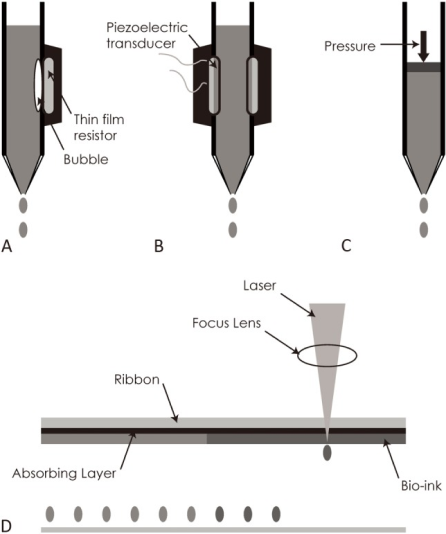 Piezoelectric
transducer
Pressure
Thin film
resistor
Bubble
A
B
C
Laser
Focus Lens
Ribbon
Absorbing Layer
Bio-ink
D